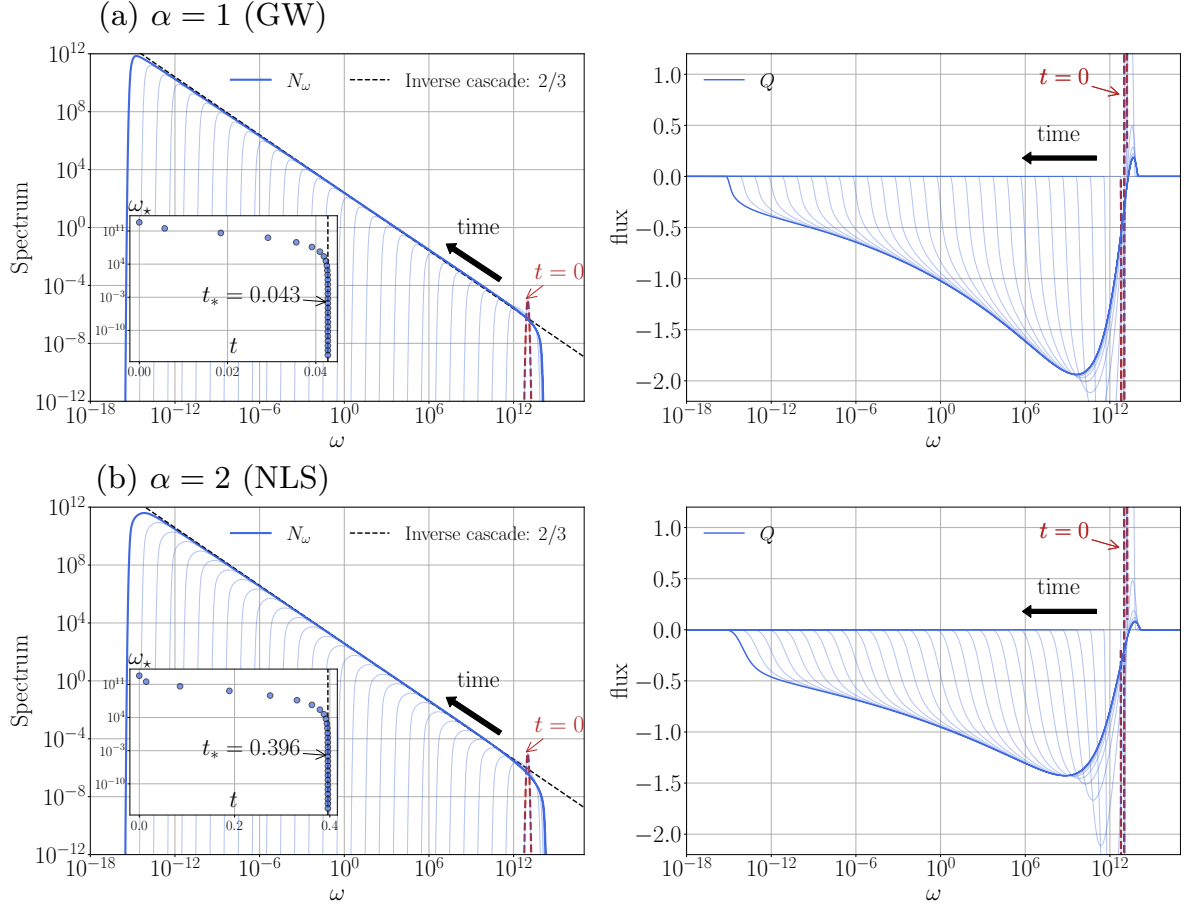 (a) α = 1 (GW)
10^12
10^8
10^4
10^0
10^−4
10^−8
10^−12
Spectrum
N_ω
Inverse cascade: 2/3
time
t = 0
ω⋆
10^11
10^4
10^−3
10^−10
t_* = 0.043
t
0.00 0.02 0.04
10^−18 10^−12 10^−6 10^0 10^6 10^12
ω
1.0
0.5
0.0
−0.5
−1.0
−1.5
−2.0
flux
Q
t = 0
time
10^−18 10^−12 10^−6 10^0 10^6 10^12
ω
(b) α = 2 (NLS)
10^12
10^8
10^4
10^0
10^−4
10^−8
10^−12
Spectrum
N_ω
Inverse cascade: 2/3
time
t = 0
ω⋆
10^11
10^4
10^−3
10^−10
t_* = 0.396
t
0.0 0.2 0.4
10^−18 10^−12 10^−6 10^0 10^6 10^12
ω
1.0
0.5
0.0
−0.5
−1.0
−1.5
−2.0
flux
Q
t = 0
time
10^−18 10^−12 10^−6 10^0 10^6 10^12
ω